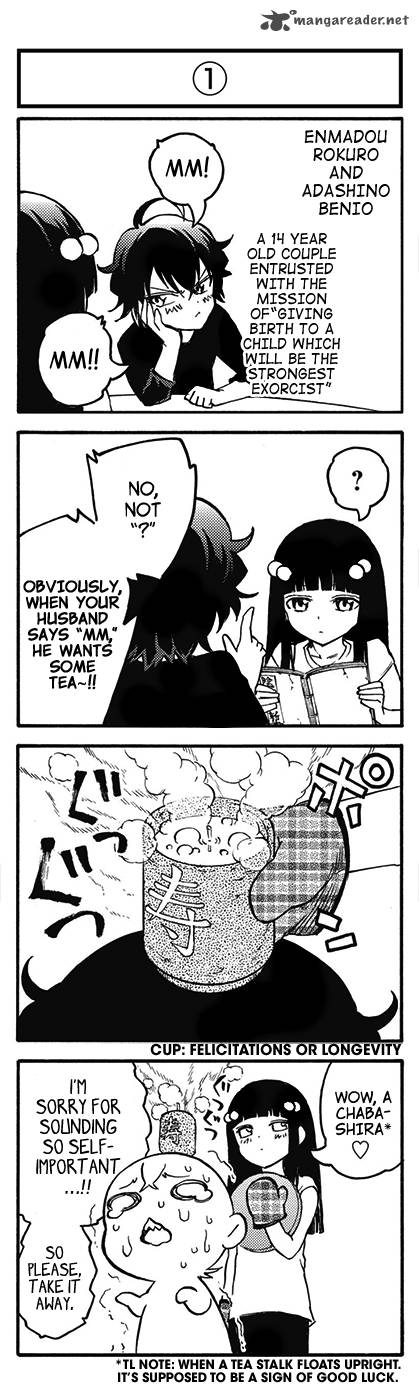 mangareader.net
①
ENMADOU
ROKURO
AND
ADASHINO
BENIO
MM!
A 14 YEAR
OLD COUPLE
ENTRUSTED
WITH THE
MISSION
OF"GIVING
BIRTH TO A
CHILD WHICH
WILL BE THE
STRONGEST
EXORCIST"
MM!!
?
NO,
NOT
"?"
OBVIOUSLY,
WHEN YOUR
HUSBAND
SAYS "MM,"
HE WANTS
SOME
TEA~!!
ポン
ぐっぐっ
寿
CUP: FELICITATIONS OR LONGEVITY
WOW, A
CHABA-
SHIRA*
♡
I'M
SORRY FOR
SOUNDING
SO SELF-
IMPORTANT
...!!
寿
SO
PLEASE,
TAKE IT
AWAY.
*TL NOTE: WHEN A TEA STALK FLOATS UPRIGHT.
IT'S SUPPOSED TO BE A SIGN OF GOOD LUCK.